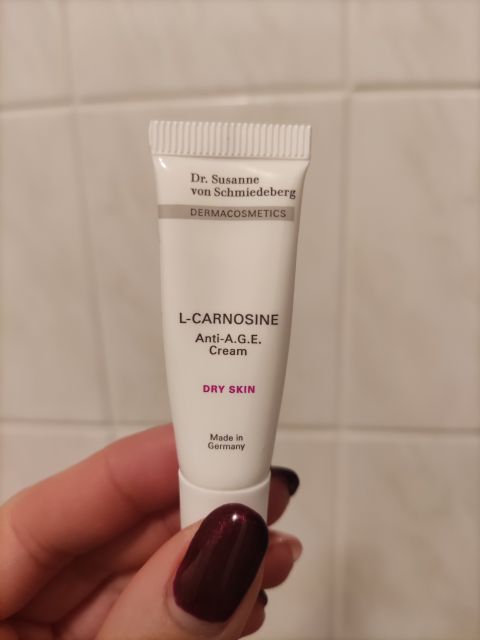 Dr. Susanne
von Schmiedeberg
DERMACOSMETICS
L-CARNOSINE
Anti-A.G.E.
Cream
DRY SKIN
Made in
Germany